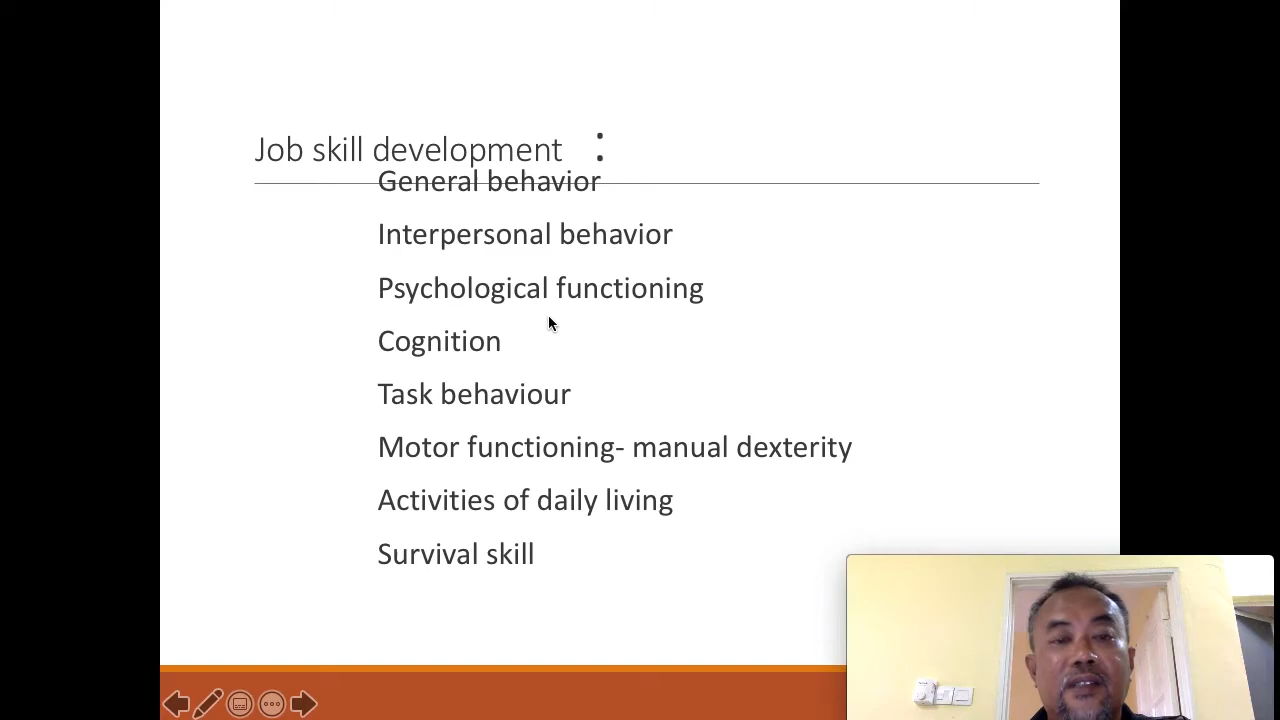 Job skill development :
General behavior
Interpersonal behavior
Psychological functioning
Cognition
Task behaviour
Motor functioning- manual dexterity
Activities of daily living
Survival skill